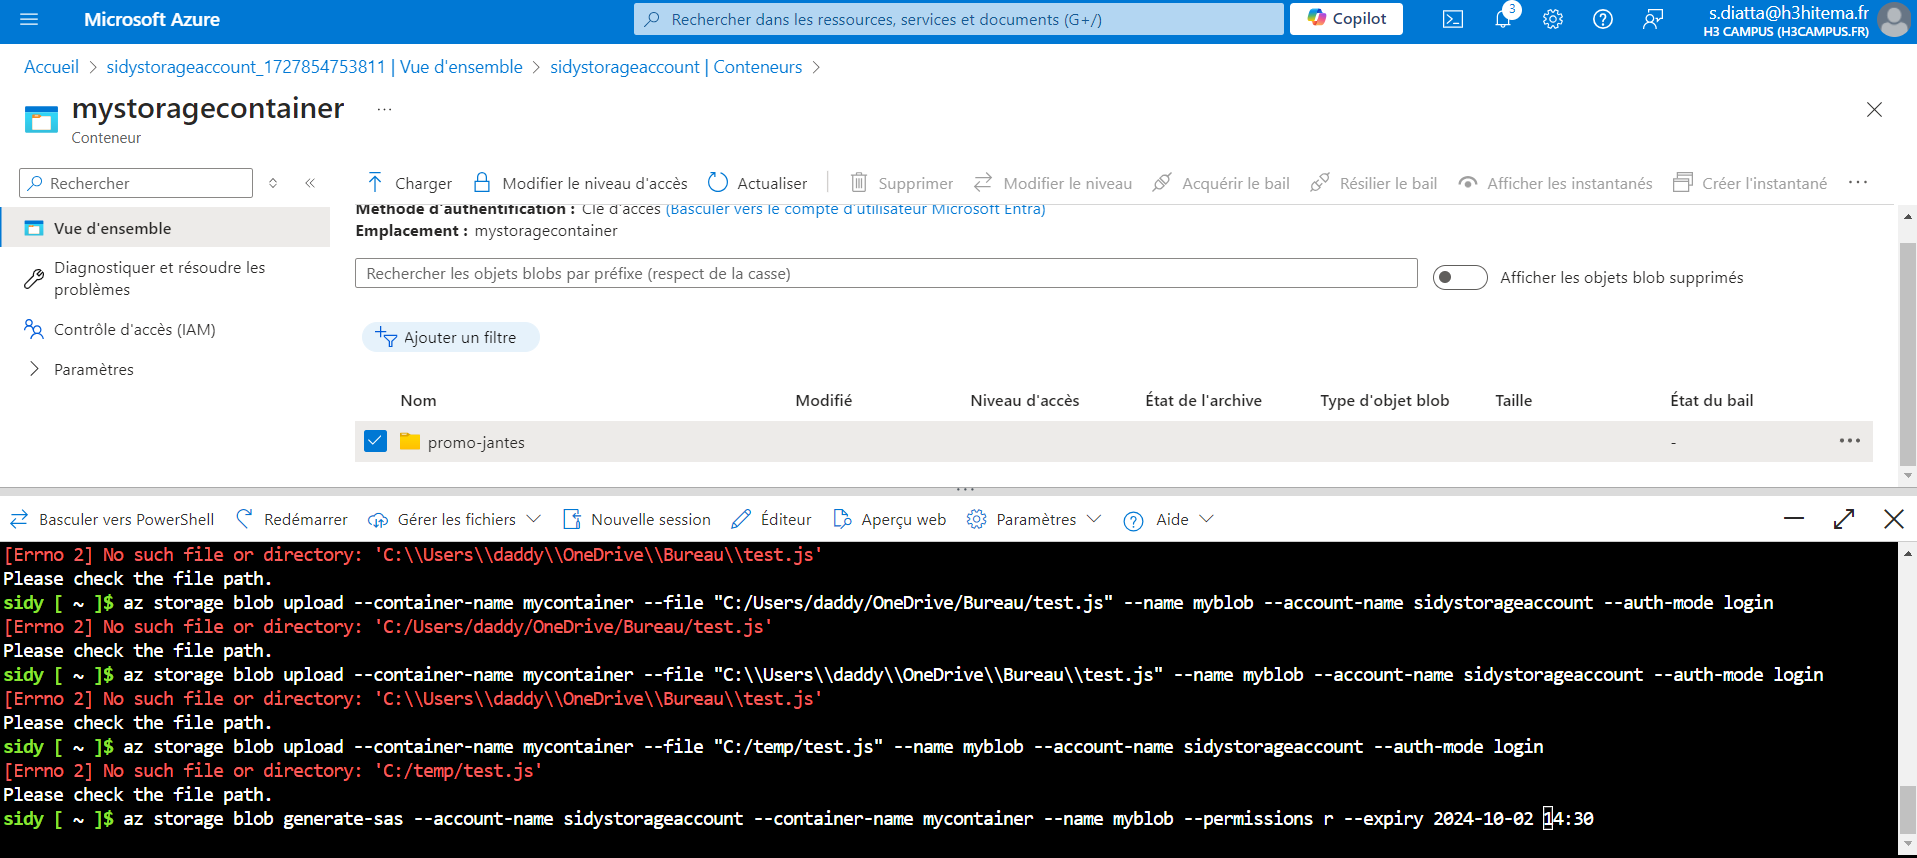 Microsoft Azure
Rechercher dans les ressources, services et documents (G+/)
Copilot
3
s.diatta@h3hitema.fr
H3 CAMPUS (H3CAMPUS.FR)
Accueil > sidystorageaccount_1727854753811 | Vue d'ensemble > sidystorageaccount | Conteneurs >
mystoragecontainer ...
Conteneur
Rechercher
Charger
Modifier le niveau d'accès
Actualiser
Supprimer
Modifier le niveau
Acquérir le bail
Résilier le bail
Afficher les instantanés
Créer l'instantané
...
Vue d'ensemble
Diagnostiquer et résoudre les
problèmes
Contrôle d'accès (IAM)
Paramètres
Méthode d'authentification : Clé d'accès (Basculer vers le compte d'utilisateur Microsoft Entra)
Emplacement : mystoragecontainer
Rechercher les objets blobs par préfixe (respect de la casse)
Afficher les objets blob supprimés
Ajouter un filtre
Nom Modifié Niveau d'accès État de l'archive Type d'objet blob Taille État du bail
promo-jantes - ...
Basculer vers PowerShell
Redémarrer
Gérer les fichiers
Nouvelle session
Éditeur
Aperçu web
Paramètres
Aide
[Errno 2] No such file or directory: 'C:\\Users\\daddy\\OneDrive\\Bureau\\test.js'
Please check the file path.
sidy [ ~ ]$ az storage blob upload --container-name mycontainer --file "C:/Users/daddy/OneDrive/Bureau/test.js" --name myblob --account-name sidystorageaccount --auth-mode login
[Errno 2] No such file or directory: 'C:/Users/daddy/OneDrive/Bureau/test.js'
Please check the file path.
sidy [ ~ ]$ az storage blob upload --container-name mycontainer --file "C:\\Users\\daddy\\OneDrive\\Bureau\\test.js" --name myblob --account-name sidystorageaccount --auth-mode login
[Errno 2] No such file or directory: 'C:\\Users\\daddy\\OneDrive\\Bureau\\test.js'
Please check the file path.
sidy [ ~ ]$ az storage blob upload --container-name mycontainer --file "C:/temp/test.js" --name myblob --account-name sidystorageaccount --auth-mode login
[Errno 2] No such file or directory: 'C:/temp/test.js'
Please check the file path.
sidy [ ~ ]$ az storage blob generate-sas --account-name sidystorageaccount --container-name mycontainer --name myblob --permissions r --expiry 2024-10-02 14:30